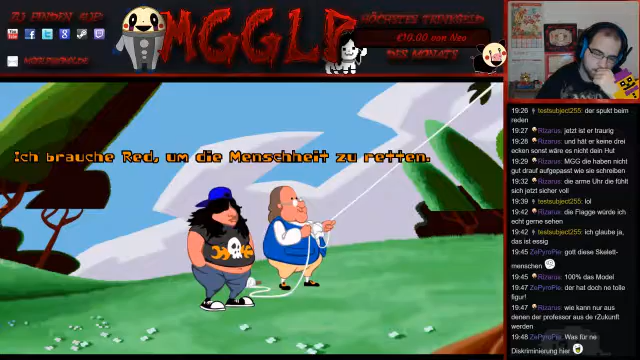 ZU FINDEN AUF
MGGLP
HÖCHSTES TRINKGELD
€10.00 von Neo
DES MONATS
Ich brauche Red, um die Menschheit zu retten.
19:26 testsubject255: der spukt beim
reden
19:27 Rizarus: jetzt ist er traurig
19:28 Rizarus: und hät er keine drei
ecken sonst wäre es nicht dein Hut
19:29 Rizarus: MGG die haben nicht
gut drauf aufgepasst wie sie schreiben
19:32 Rizarus: die arme Uhr die fühlt
sich jetzt sicher voll
19:39 testsubject255: lol
19:42 Rizarus: die Flagge würde ich
echt gerne sehen
19:42 testsubject255: ich glaube ja,
das ist essig
19:45 ZePyroPie: gott diese Skelett-
menschen
19:45 Rizarus: 100% das Model
19:47 ZePyroPie: der hat doch ne tolle
figur!
19:47 Rizarus: wie kann nur aus
denen der professor aus de rZukunft
werden
19:48 ZePyroPie: Was für ne
Diskriminierung hier